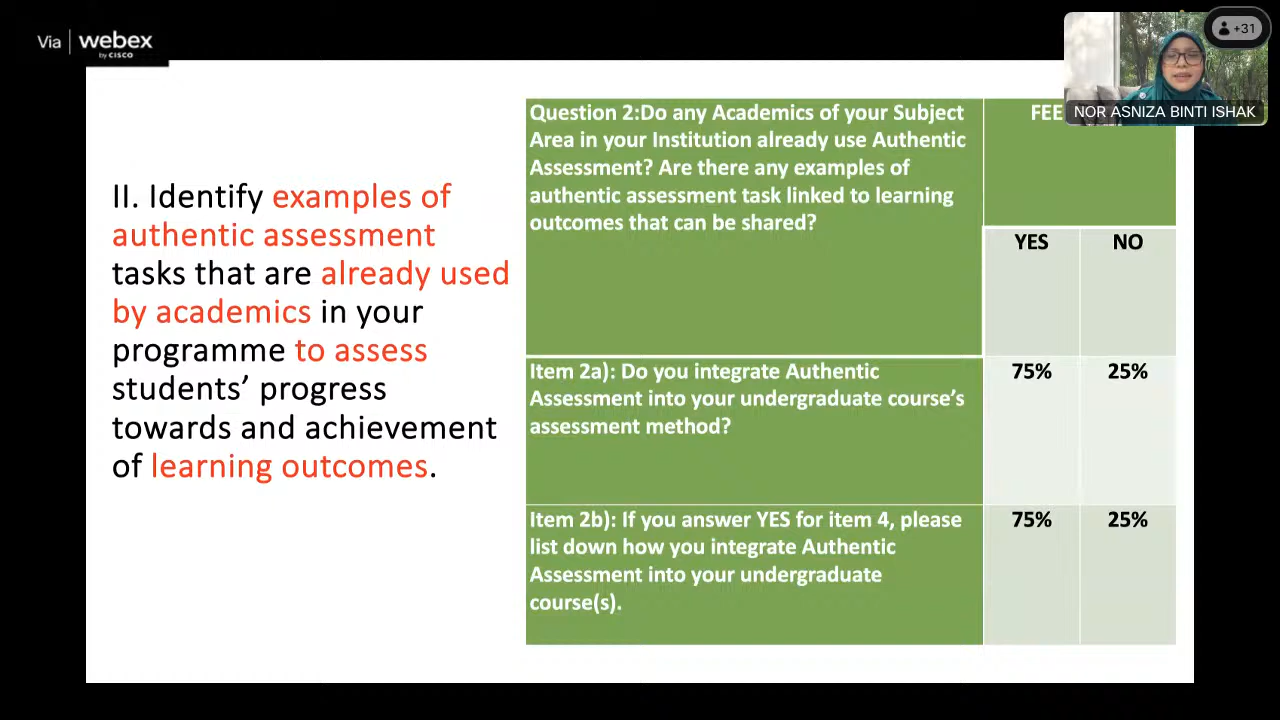 Via webex
by CISCO
+31
NOR ASNIZA BINTI ISHAK
II. Identify examples of
authentic assessment
tasks that are already used
by academics in your
programme to assess
students’ progress
towards and achievement
of learning outcomes.
Question 2:Do any Academics of your Subject
Area in your Institution already use Authentic
Assessment? Are there any examples of
authentic assessment task linked to learning
outcomes that can be shared?
YES NO
Item 2a): Do you integrate Authentic
Assessment into your undergraduate course’s
assessment method?
75% 25%
Item 2b): If you answer YES for item 4, please
list down how you integrate Authentic
Assessment into your undergraduate
course(s).
75% 25%